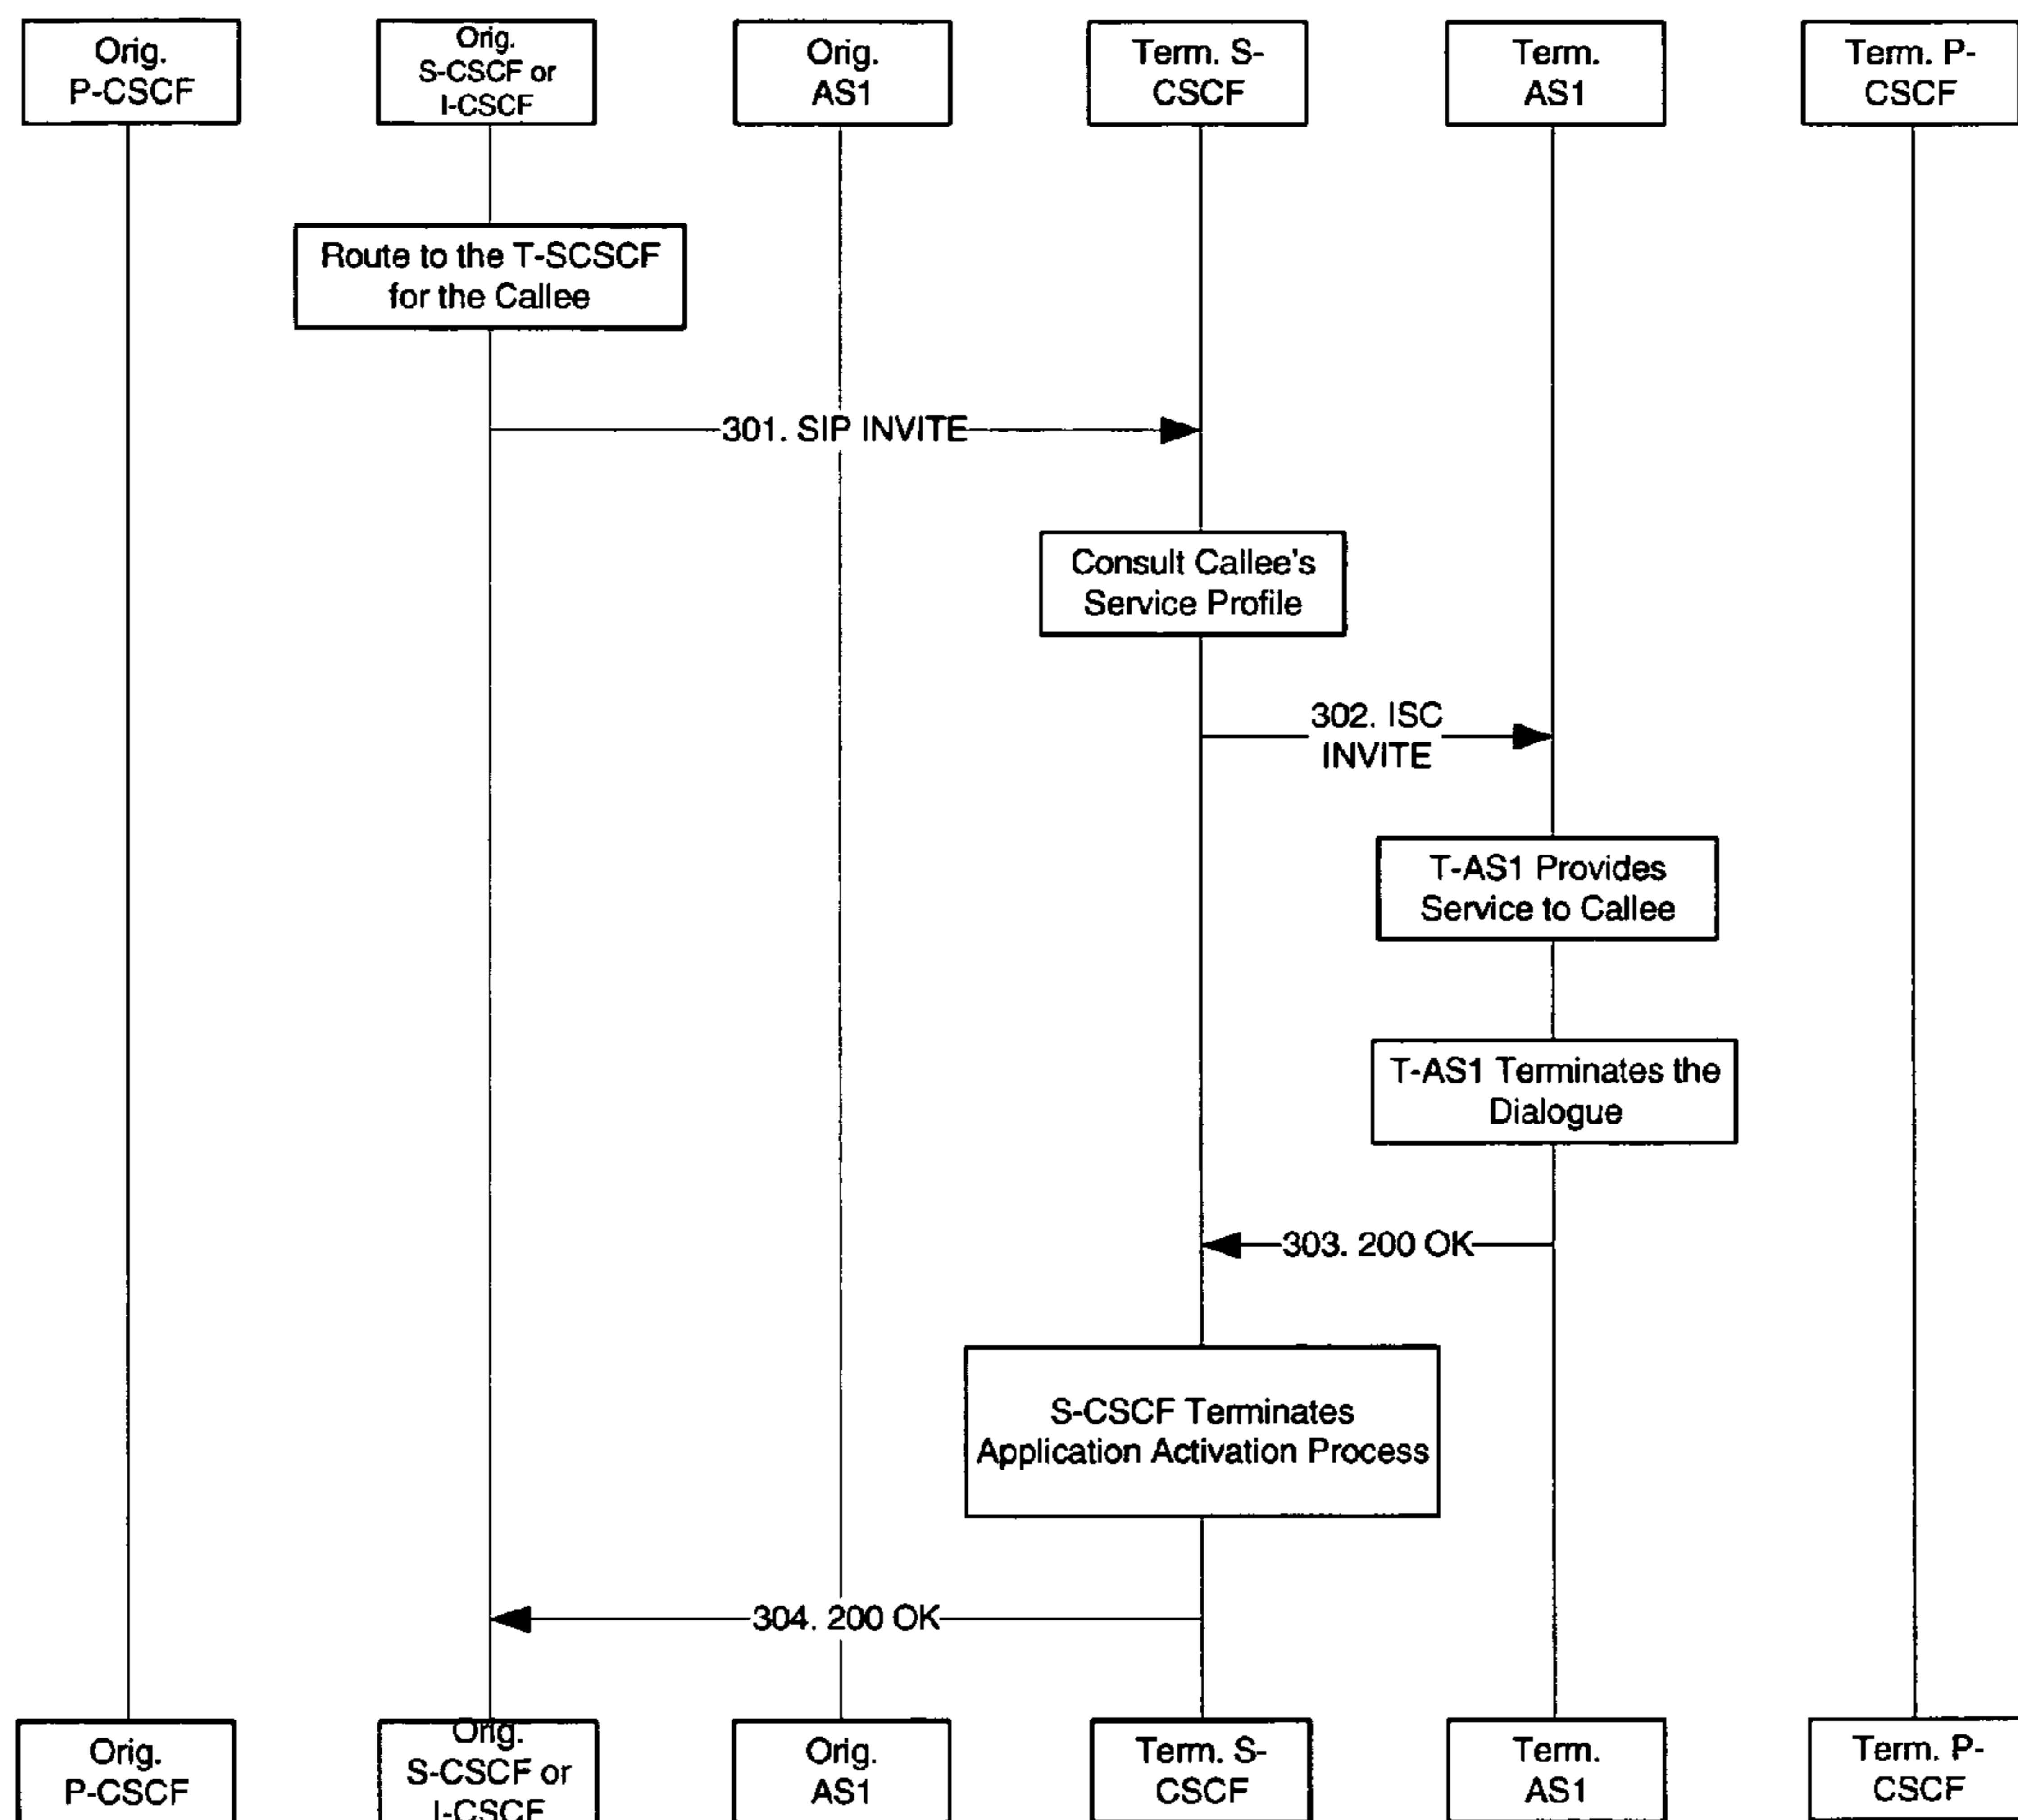 Orig.
P-CSCF
Orig.
S-CSCF or
I-CSCF
Orig.
AS1
Term. S-
CSCF
Term.
AS1
Term. P-
CSCF
Route to the T-SCSCF
for the Callee
301. SIP INVITE
Consult Callee's
Service Profile
302. ISC
INVITE
T-AS1 Provides
Service to Callee
T-AS1 Terminates the
Dialogue
303. 200 OK
S-CSCF Terminates
Application Activation Process
304. 200 OK
Orig.
P-CSCF
Orig.
S-CSCF or
I-CSCF
Orig.
AS1
Term. S-
CSCF
Term.
AS1
Term. P-
CSCF